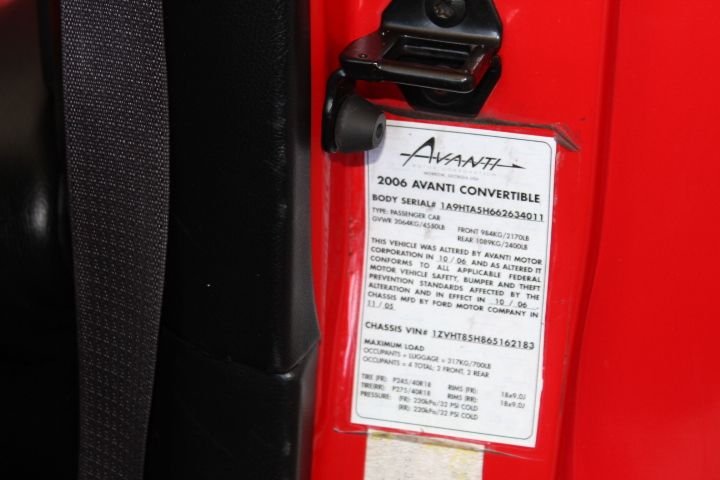 AVANTI
MOTOR CORPORATION
2006 AVANTI CONVERTIBLE
BODY SERIAL# 1A9HTA5H662634011
TYPE: PASSENGER CAR
GVWR 2064KG/4550LB
FRONT 984KG/2170LB
REAR 1089KG/2400LB
THIS VEHICLE WAS ALTERED BY AVANTI MOTOR
CORPORATION IN 10 / 06 AND AS ALTERED IT
CONFORMS TO ALL APPLICABLE FEDERAL
MOTOR VEHICLE SAFETY, BUMPER AND THEFT
PREVENTION STANDARDS AFFECTED BY THE
ALTERATION AND IN EFFECT IN 10 / 06 .
CHASSIS MFD BY FORD MOTOR COMPANY IN
11 / 05
CHASSIS VIN# 1ZVHT85H865162183
MAXIMUM LOAD
OCCUPANTS + LUGGAGE = 317KG/700LB
OCCUPANTS = 4 TOTAL; 2 FRONT, 2 REAR
TIRE (FR): P245/40R18 RIMS (FR): 18x9.0J
TIRE(RR): P275/40R18 RIMS (RR): 18x9.0J
PRESSURE: (FR): 220kPa/32 PSI COLD
(RR): 220kPa/32 PSI COLD